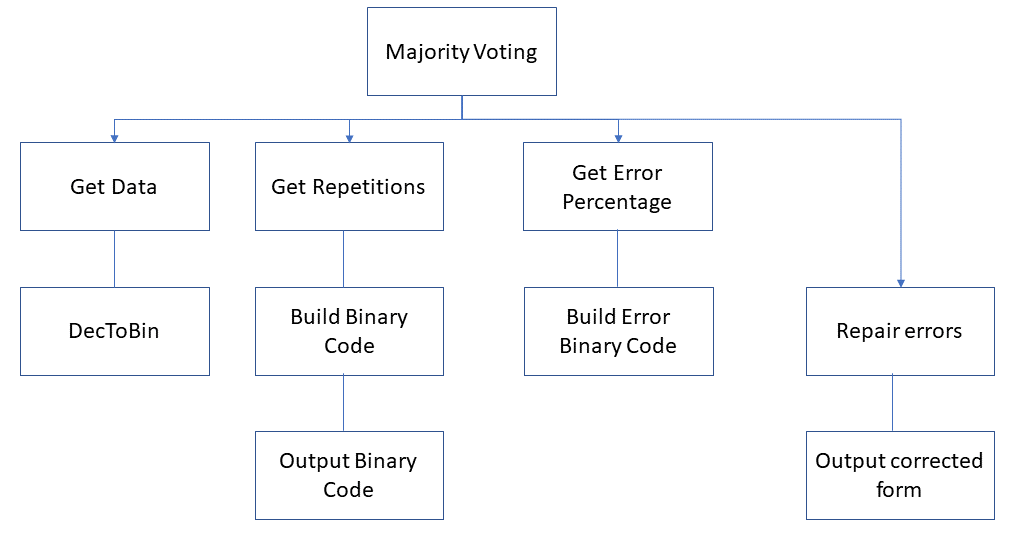 Majority Voting
Get Data
Get Repetitions
Get Error
Percentage
DecToBin
Build Binary
Code
Build Error
Binary Code
Repair errors
Output Binary
Code
Output corrected
form